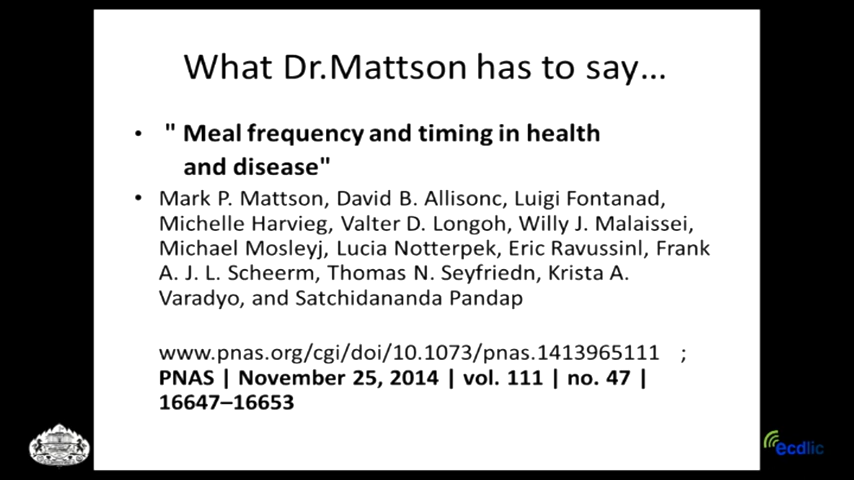 What Dr.Mattson has to say...
• " Meal frequency and timing in health
and disease"
• Mark P. Mattson, David B. Allisonc, Luigi Fontanad,
Michelle Harvieg, Valter D. Longoh, Willy J. Malaissei,
Michael Mosleyj, Lucia Notterpek, Eric Ravussinl, Frank
A. J. L. Scheerm, Thomas N. Seyfriedn, Krista A.
Varadyo, and Satchidananda Pandap
www.pnas.org/cgi/doi/10.1073/pnas.1413965111 ;
PNAS | November 25, 2014 | vol. 111 | no. 47 |
16647–16653
ecdlic